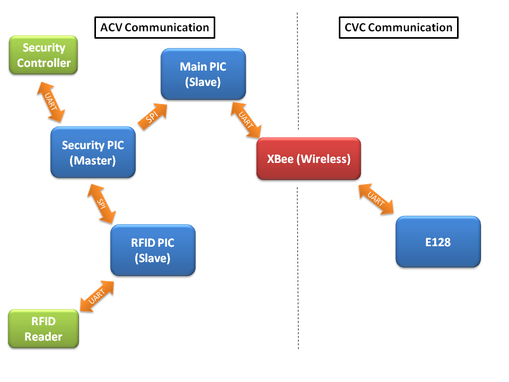 ACV Communication
CVC Communication
Security
Controller
Main PIC
(Slave)
UART
SPI
UART
Security PIC
(Master)
XBee (Wireless)
SPI
UART
RFID PIC
(Slave)
E128
UART
RFID
Reader